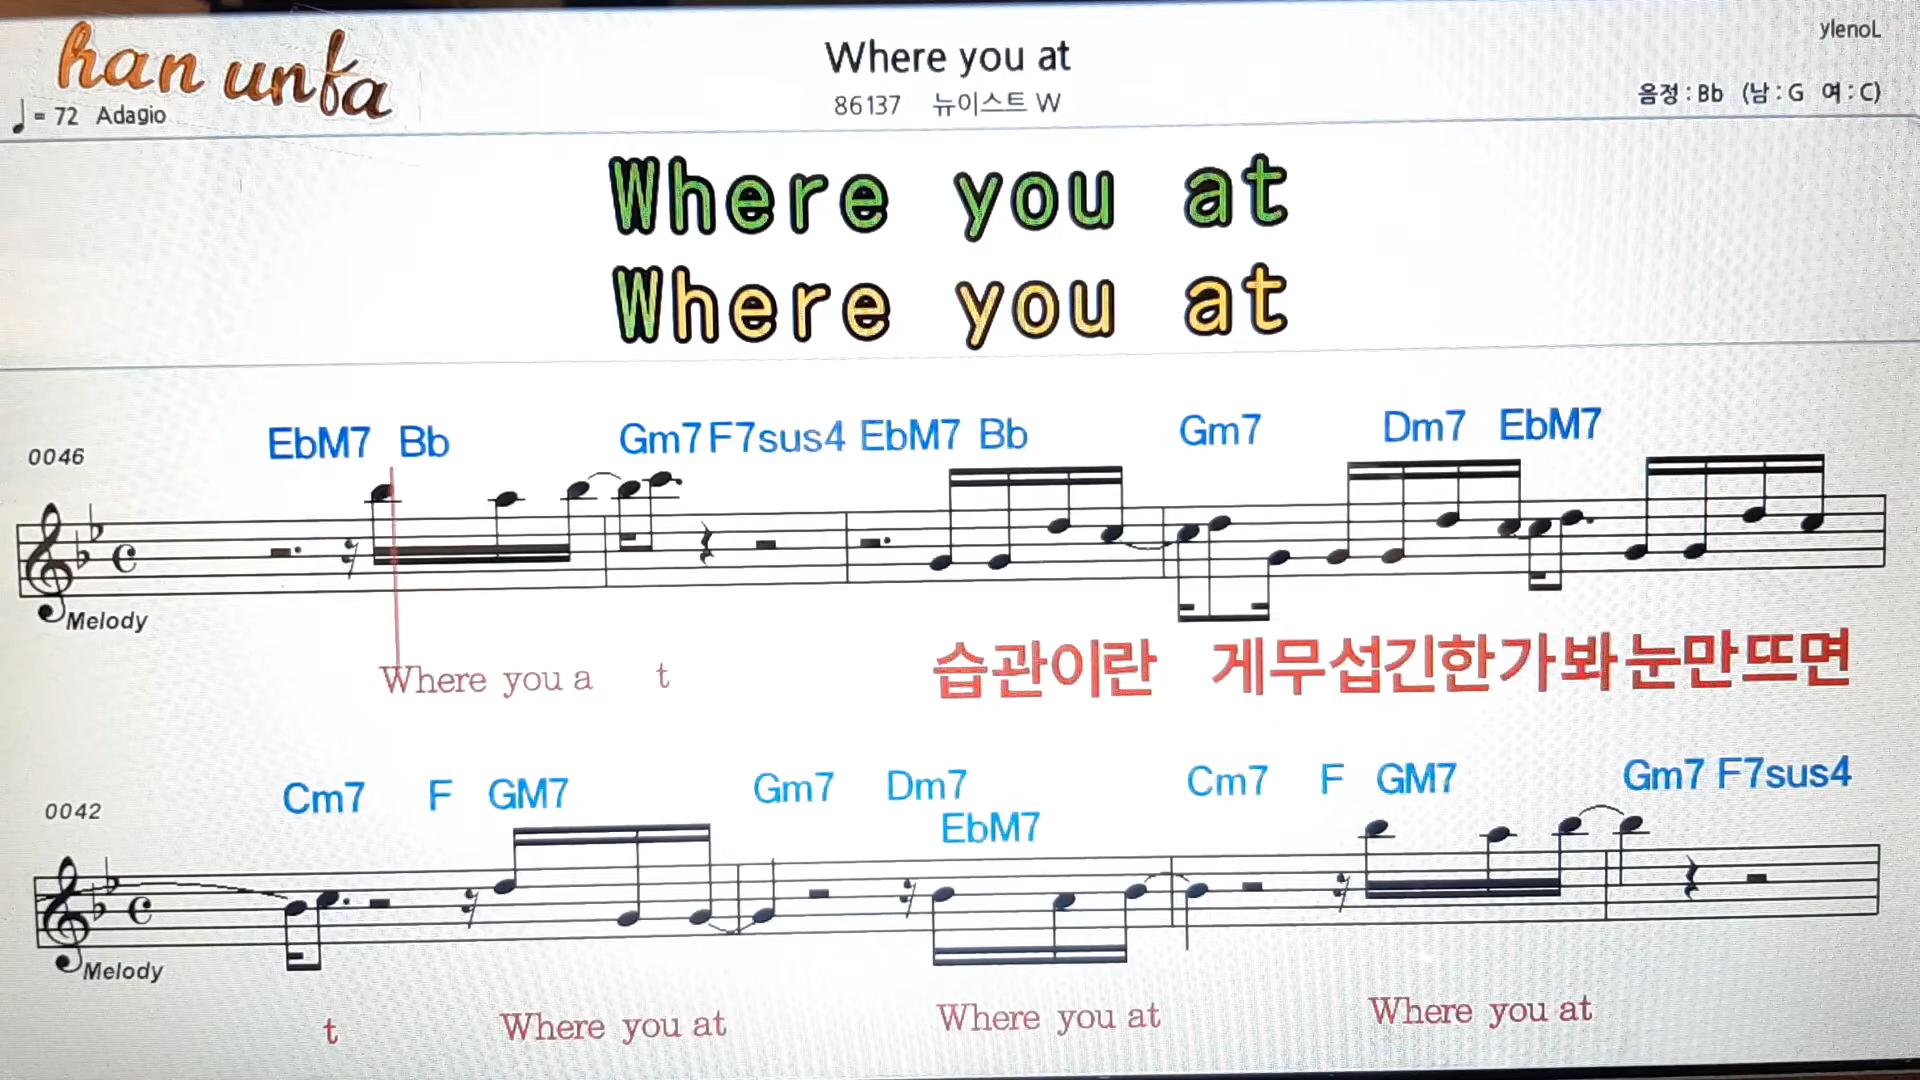 han unfa
ylenoL
Where you at
♩= 72 Adagio
86137 뉴이스트 W
음정 : Bb (남 : G 여 : C)
Where you at
Where you at
0046
EbM7 Bb Gm7 F7sus4 EbM7 Bb Gm7 Dm7 EbM7
Melody
Where you a t 습관이란 게무섭긴한가봐눈만뜨면
0042
Cm7 F GM7 Gm7 Dm7 EbM7 Cm7 F GM7 Gm7 F7sus4
Melody
t Where you at Where you at Where you at